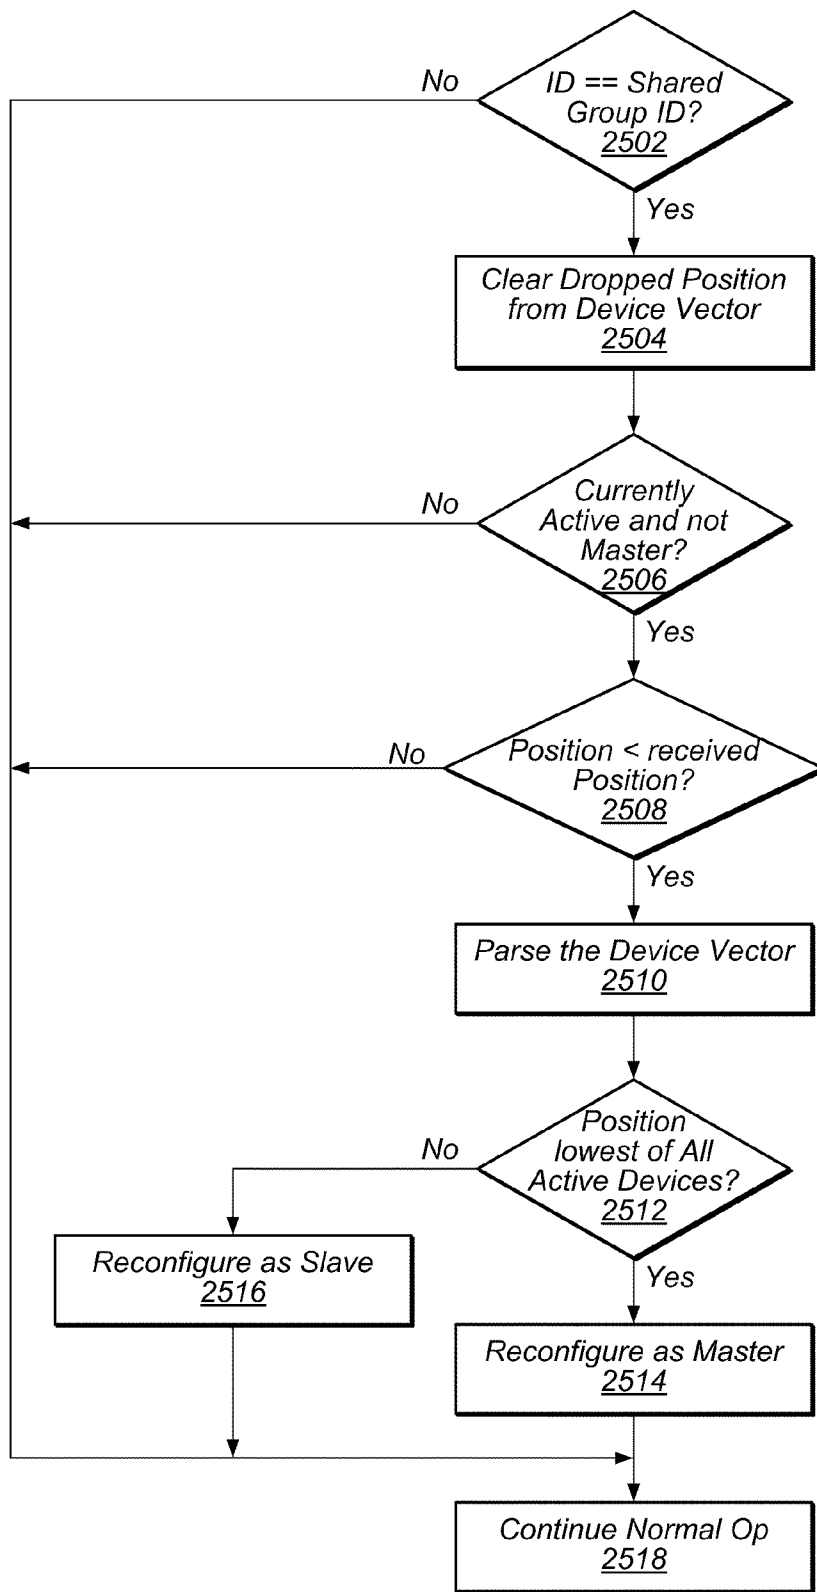 No
ID == Shared
Group ID?
2502
Yes
Clear Dropped Position
from Device Vector
2504
No
Currently
Active and not
Master?
2506
Yes
No
Position < received
Position?
2508
Yes
Parse the Device Vector
2510
No
Position
lowest of All
Active Devices?
2512
Yes
Reconfigure as Slave
2516
Reconfigure as Master
2514
Continue Normal Op
2518